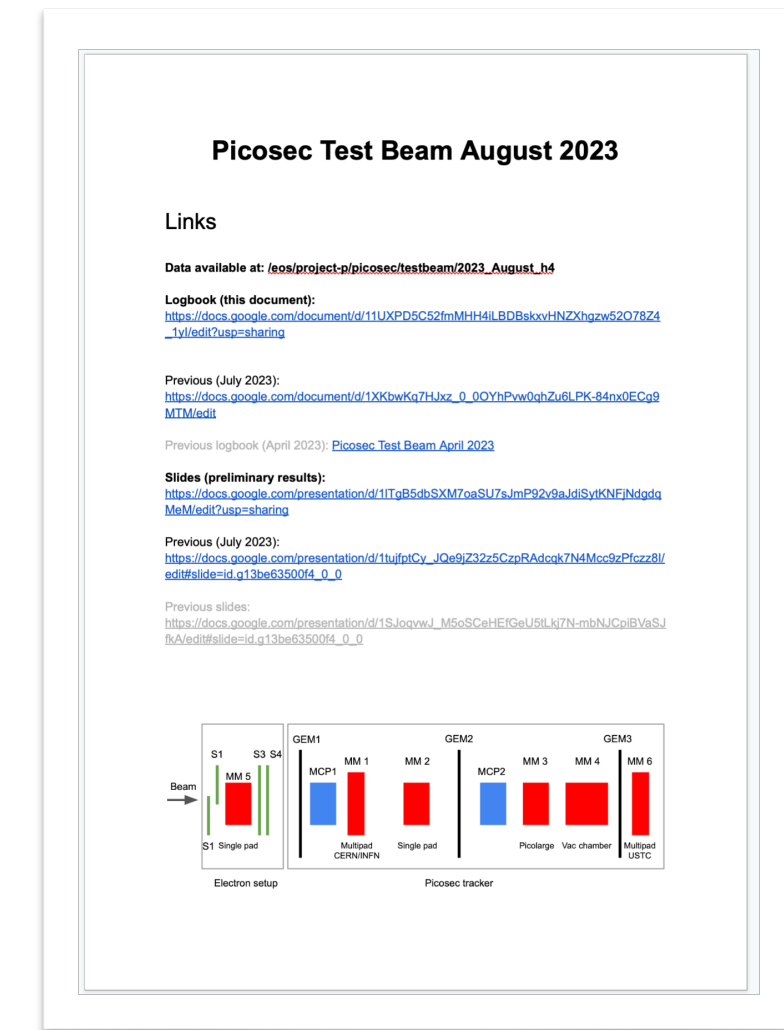 Picosec Test Beam August 2023
Links
Data available at: /eos/project-p/picosec/testbeam/2023_August_h4
Logbook (this document):
https://docs.google.com/document/d/11UXPD5C52fmMHH4iLBDBskxvHNZXhgzw52O78Z4
_1yI/edit?usp=sharing
Previous (July 2023):
https://docs.google.com/document/d/1XKbwKq7HJxz_0_0OYhPvw0qhZu6LPK-84nx0ECg9
MTM/edit
Previous logbook (April 2023): Picosec Test Beam April 2023
Slides (preliminary results):
https://docs.google.com/presentation/d/1lTgB5dbSXM7oaSU7sJmP92v9aJdiSytKNFjNdgdq
MeM/edit?usp=sharing
Previous (July 2023):
https://docs.google.com/presentation/d/1tujfptCy_JQe9jZ32z5CzpRAdcqk7N4Mcc9zPfczz8I/
edit#slide=id.g13be63500f4_0_0
Previous slides:
https://docs.google.com/presentation/d/1SJoqvwJ_M5oSCeHEfGeU5tLkj7N-mbNJCpiBVaSJ
fkA/edit#slide=id.g13be63500f4_0_0
GEM1 GEM2 GEM3
S1 S3 S4
MM 1 MM 2 MM 3 MM 4 MM 6
MCP1 MCP2
MM 5
Beam
S1 Single pad
Multipad Single pad Picolarge Vac chamber Multipad
CERN/INFN USTC
Electron setup Picosec tracker